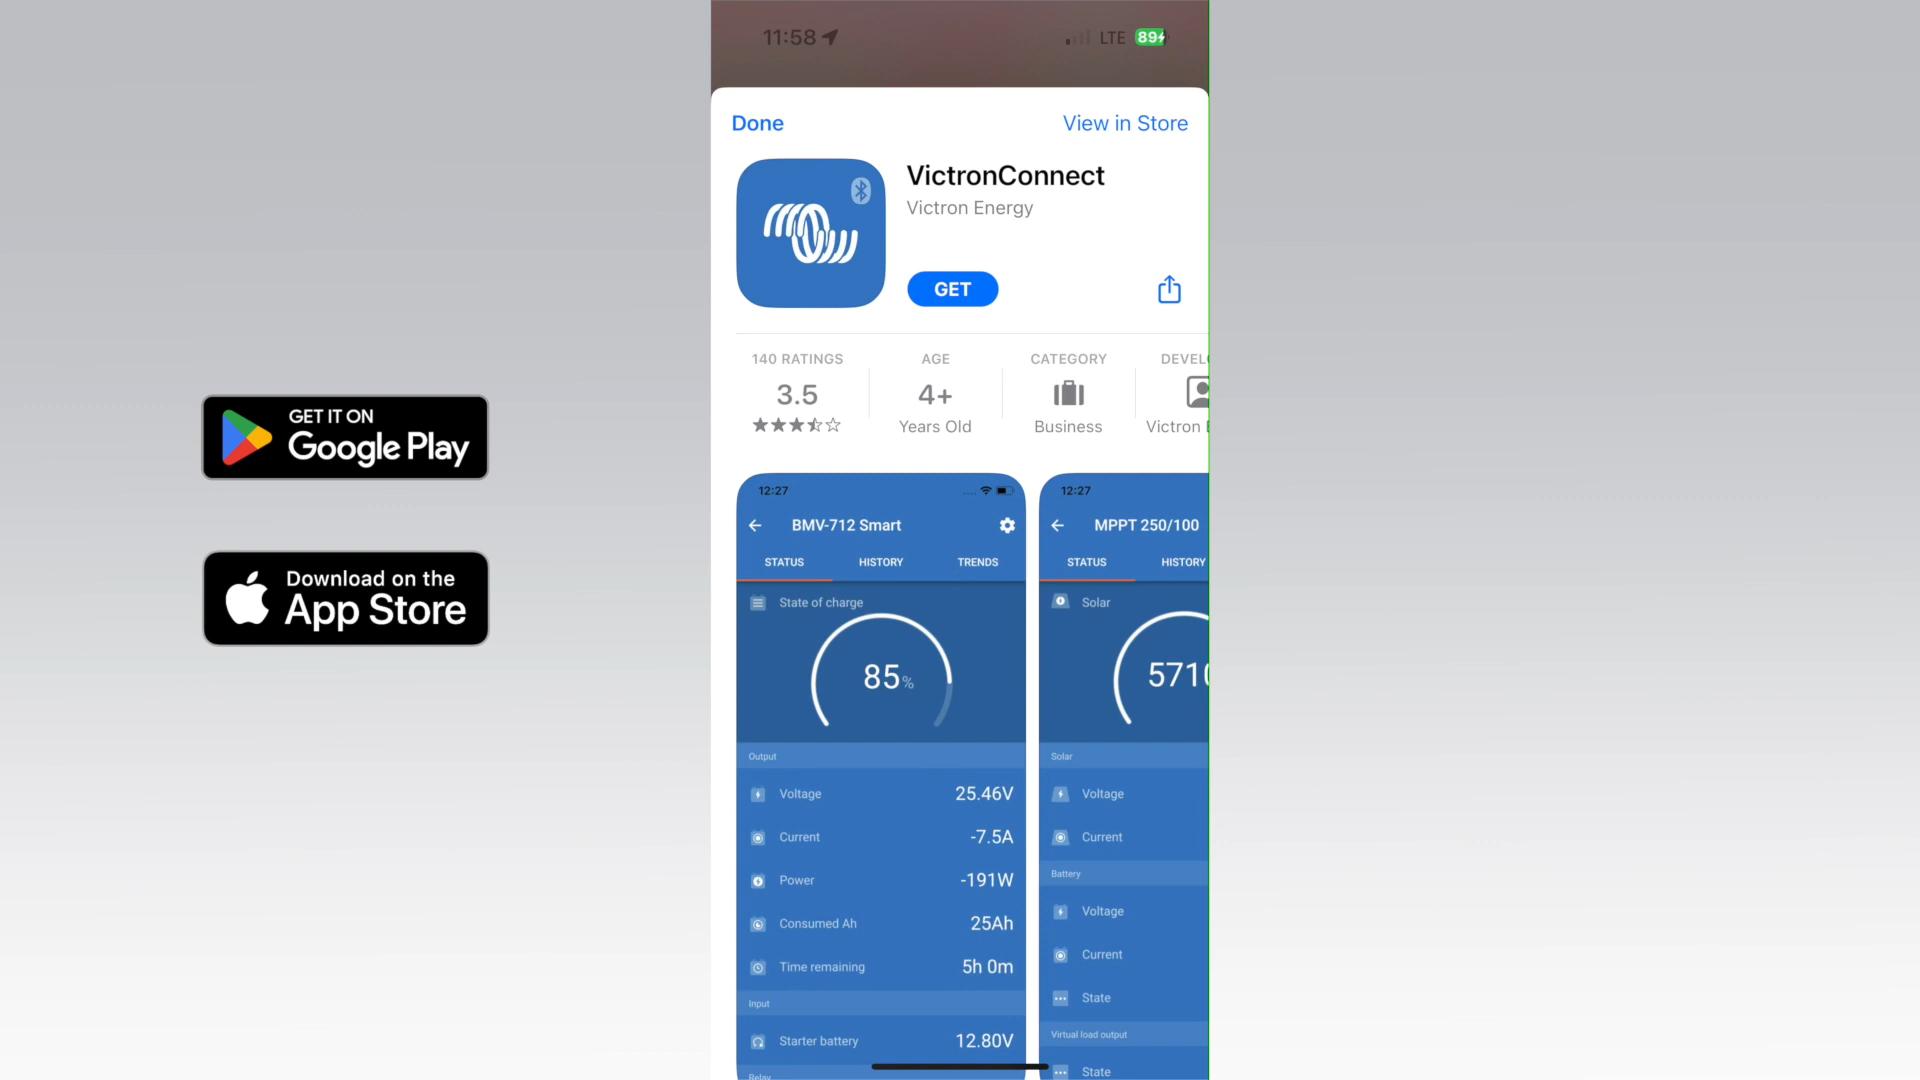 11:58
LTE 89
Done
View in Store
VictronConnect
Victron Energy
GET
140 RATINGS
3.5
AGE
4+
Years Old
CATEGORY
Business
DEVEL
Victron
GET IT ON
Google Play
Download on the
App Store
12:27
BMV-712 Smart
STATUS HISTORY TRENDS
State of charge
85%
Output
Voltage 25.46V
Current -7.5A
Power -191W
Consumed Ah 25Ah
Time remaining 5h 0m
Input
Starter battery 12.80V
Relay
12:27
MPPT 250/100
STATUS HISTORY
Solar
571
Solar
Voltage
Current
Battery
Voltage
Current
State
Virtual load output
State